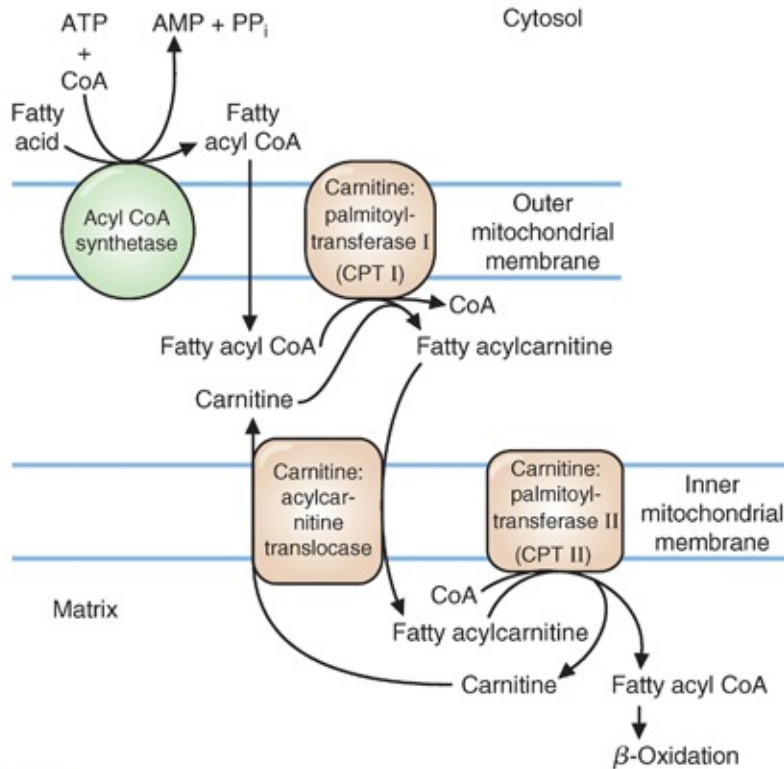 ATP
+
CoA
AMP + PPi
Cytosol
Fatty
acid
Fatty
acyl CoA
Acyl CoA
synthetase
Carnitine:
palmitoyl-
transferase I
(CPT I)
Outer
mitochondrial
membrane
CoA
Fatty acyl CoA
Fatty acylcarnitine
Carnitine
Carnitine:
acylcar-
nitine
translocase
Carnitine:
palmitoyl-
transferase II
(CPT II)
Inner
mitochondrial
membrane
Matrix
CoA
Fatty acylcarnitine
Carnitine
Fatty acyl CoA
β-Oxidation